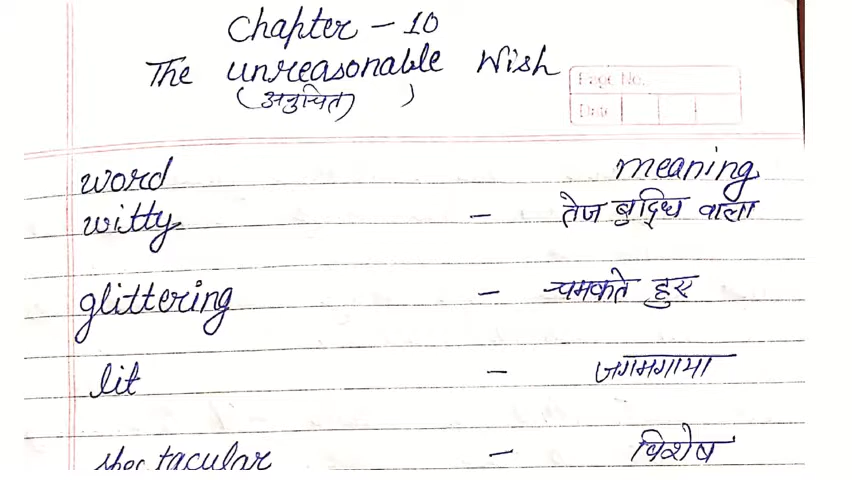 Chapter - 10
The unreasonable Wish
(अनुचित)
Page No.
Date
word meaning
witty - तेज बुद्धि वाला
glittering - चमकते हुए
lit - जगमगाया
spectacular - विशेष